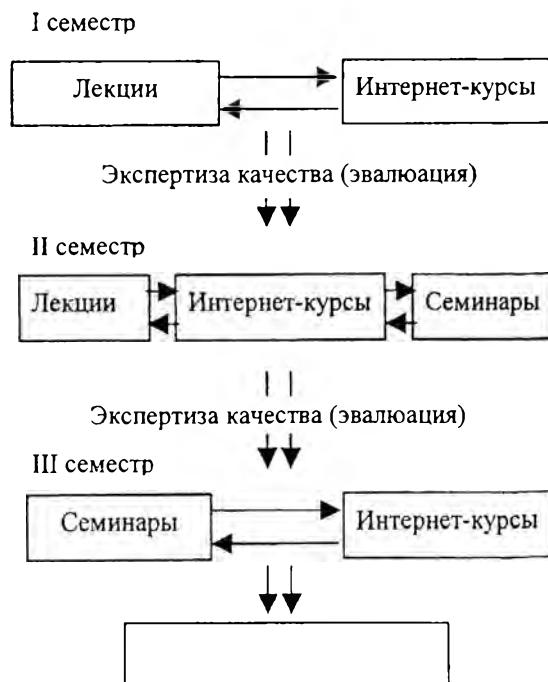 I семестр
Лекции
Интернет-курсы
Экспертиза качества (эвалюация)
II семестр
Лекции
Интернет-курсы
Семинары
Экспертиза качества (эвалюация)
III семестр
Семинары
Интернет-курсы